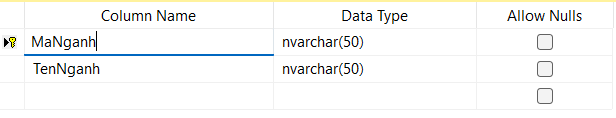 Column Name Data Type Allow Nulls
MaNganh nvarchar(50)
TenNganh nvarchar(50)